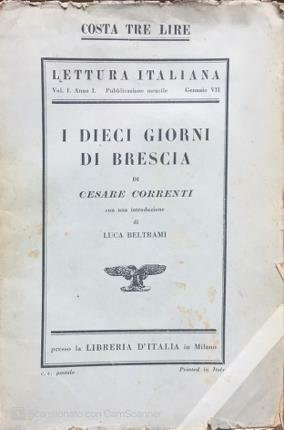 COSTA TRE LIRE
LETTURA ITALIANA
Vol. I. Anno I. Pubblicazione mensile Gennaio VII
I DIECI GIORNI
DI BRESCIA
DI
CESARE CORRENTI
con una introduzione
di
LUCA BELTRAMI
presso la LIBRERIA D'ITALIA in Milano
c. c. postale Printed in Italy
Scansionato con CamScanner